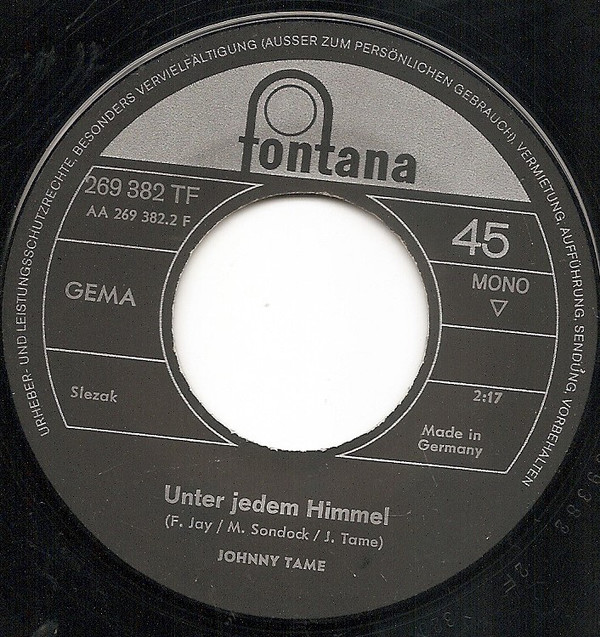 URHEBER- UND LEISTUNGSSCHUTZRECHTE, BESONDERS VERVIELFÄLTIGUNG (AUSSER ZUM PERSÖNLICHEN GEBRAUCH), VERMIETUNG, AUFFÜHRUNG, SENDUNG, VORBEHALTEN
fontana
269 382 TF
AA 269 382.2 F
45
MONO
GEMA
Slezak
2:17
Made in
Germany
Unter jedem Himmel
(F. Jay / M. Sondock / J. Tame)
JOHNNY TAME